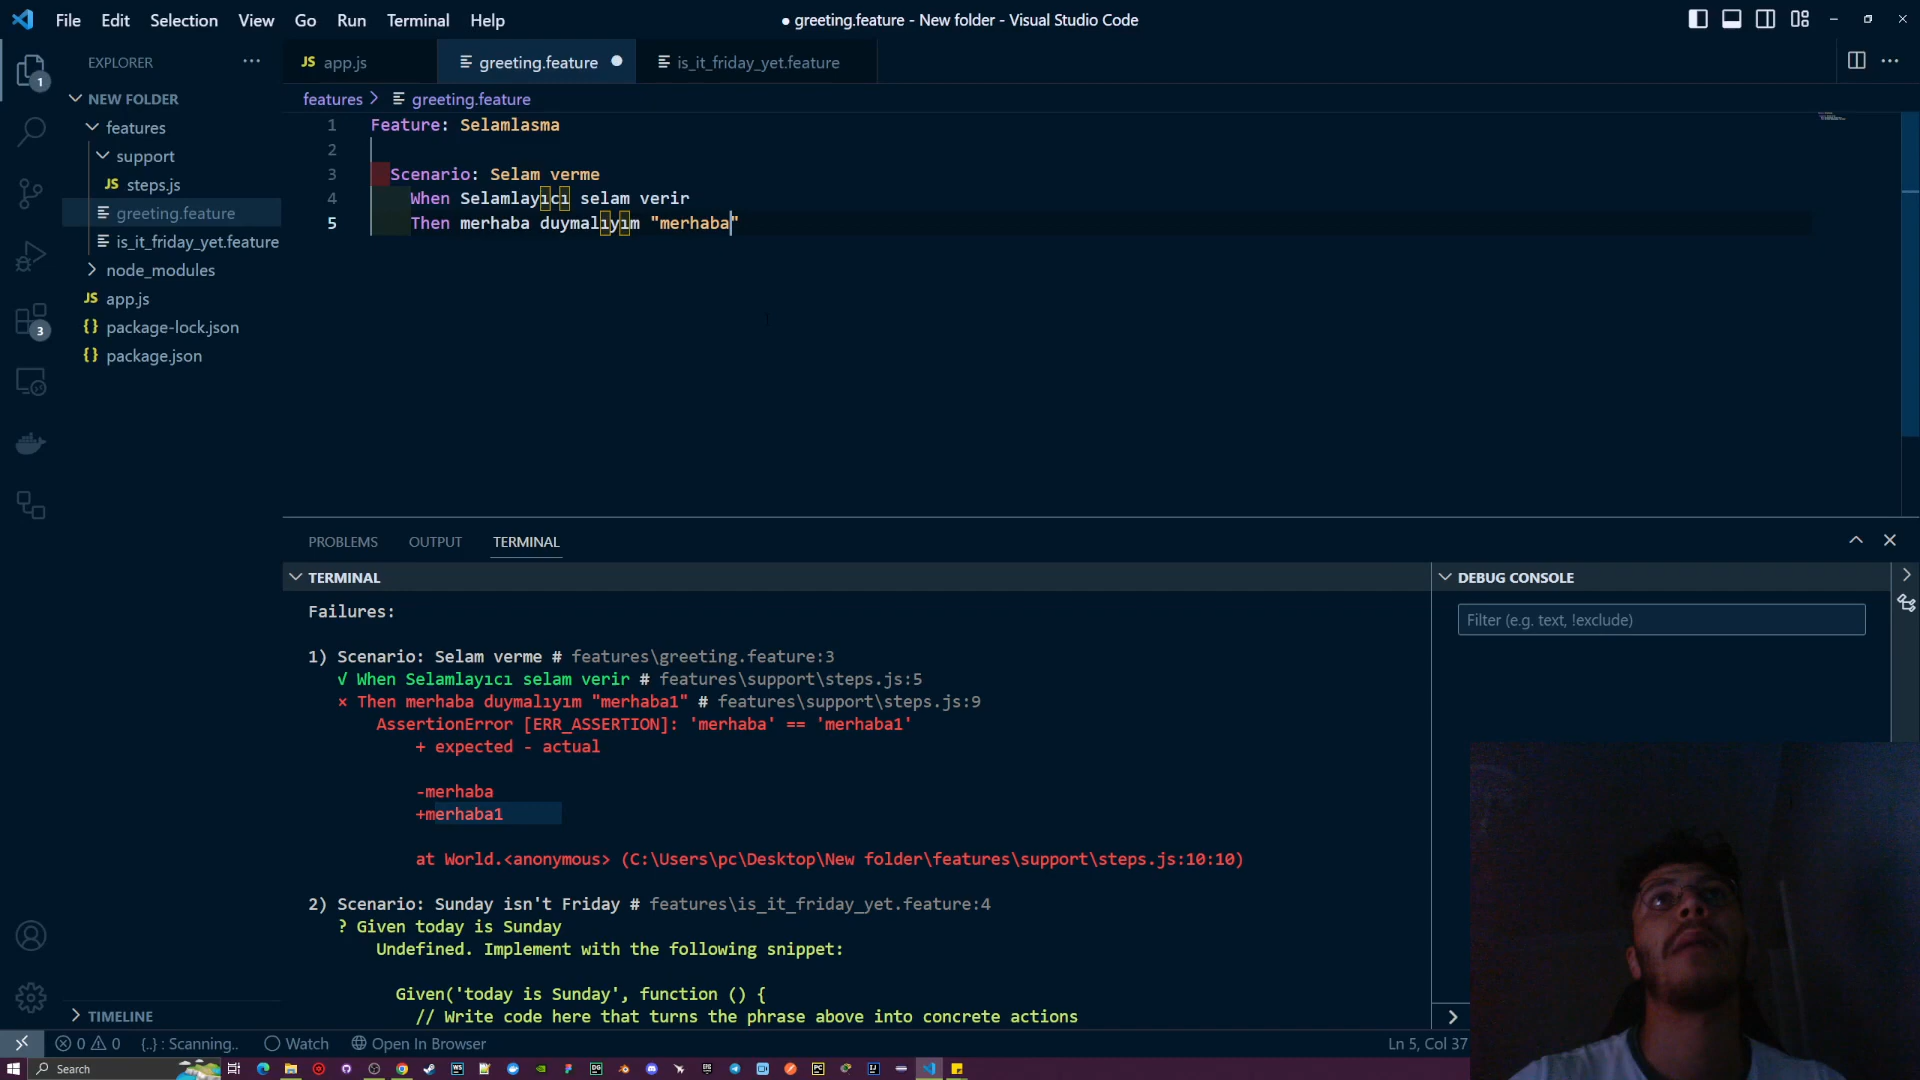 File Edit Selection View Go Run Terminal Help
● greeting.feature - New folder - Visual Studio Code
EXPLORER ...
JS app.js
greeting.feature
is_it_friday_yet.feature
1
NEW FOLDER
features
support
JS steps.js
greeting.feature
is_it_friday_yet.feature
node_modules
JS app.js
{} package-lock.json
{} package.json
3
TIMELINE
features > greeting.feature
1 Feature: Selamlasma
2
3 Scenario: Selam verme
4 When Selamlayıcı selam verir
5 Then merhaba duymalıyım "merhaba"
PROBLEMS OUTPUT TERMINAL
TERMINAL
Failures:
1) Scenario: Selam verme # features\greeting.feature:3
√ When Selamlayıcı selam verir # features\support\steps.js:5
× Then merhaba duymalıyım "merhaba1" # features\support\steps.js:9
AssertionError [ERR_ASSERTION]: 'merhaba' == 'merhaba1'
+ expected - actual
-merhaba
+merhaba1
at World.<anonymous> (C:\Users\pc\Desktop\New folder\features\support\steps.js:10:10)
2) Scenario: Sunday isn't Friday # features\is_it_friday_yet.feature:4
? Given today is Sunday
Undefined. Implement with the following snippet:
Given('today is Sunday', function () {
// Write code here that turns the phrase above into concrete actions
DEBUG CONSOLE
Filter (e.g. text, !exclude)
0 0 {..} : Scanning.. Watch Open In Browser
Ln 5, Col 37
Search